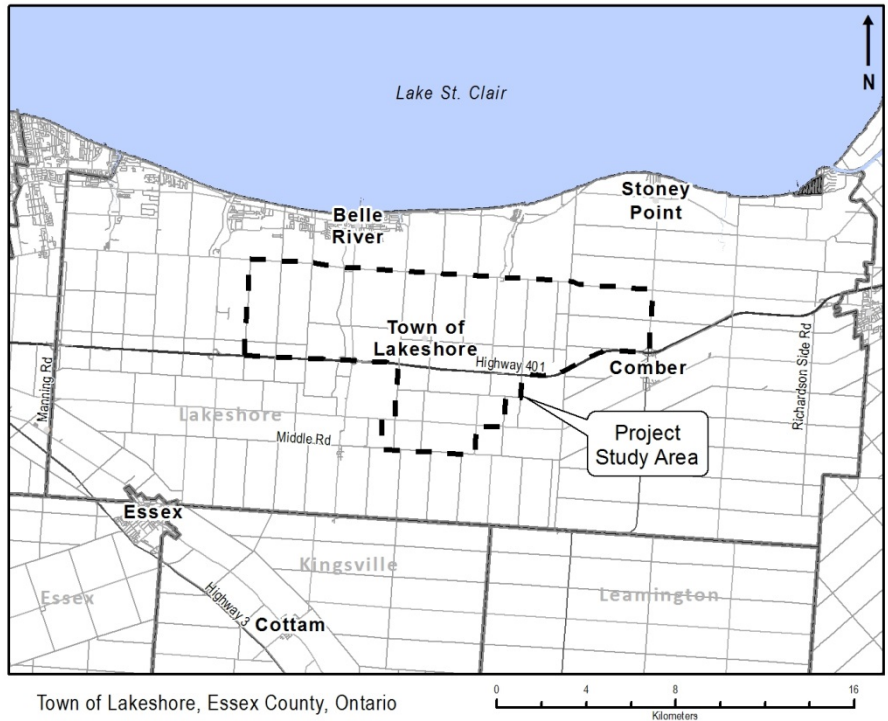 N
Lake St. Clair
Stoney
Point
Belle
River
Town of
Lakeshore
Highway 401
Comber
Manning Rd
Richardson Side Rd
Lakeshore
Project
Study Area
Middle Rd
Essex
Kingsville
Essex
Highway 3
Leamington
Cottam
Town of Lakeshore, Essex County, Ontario
0 4 8 16
Kilometers